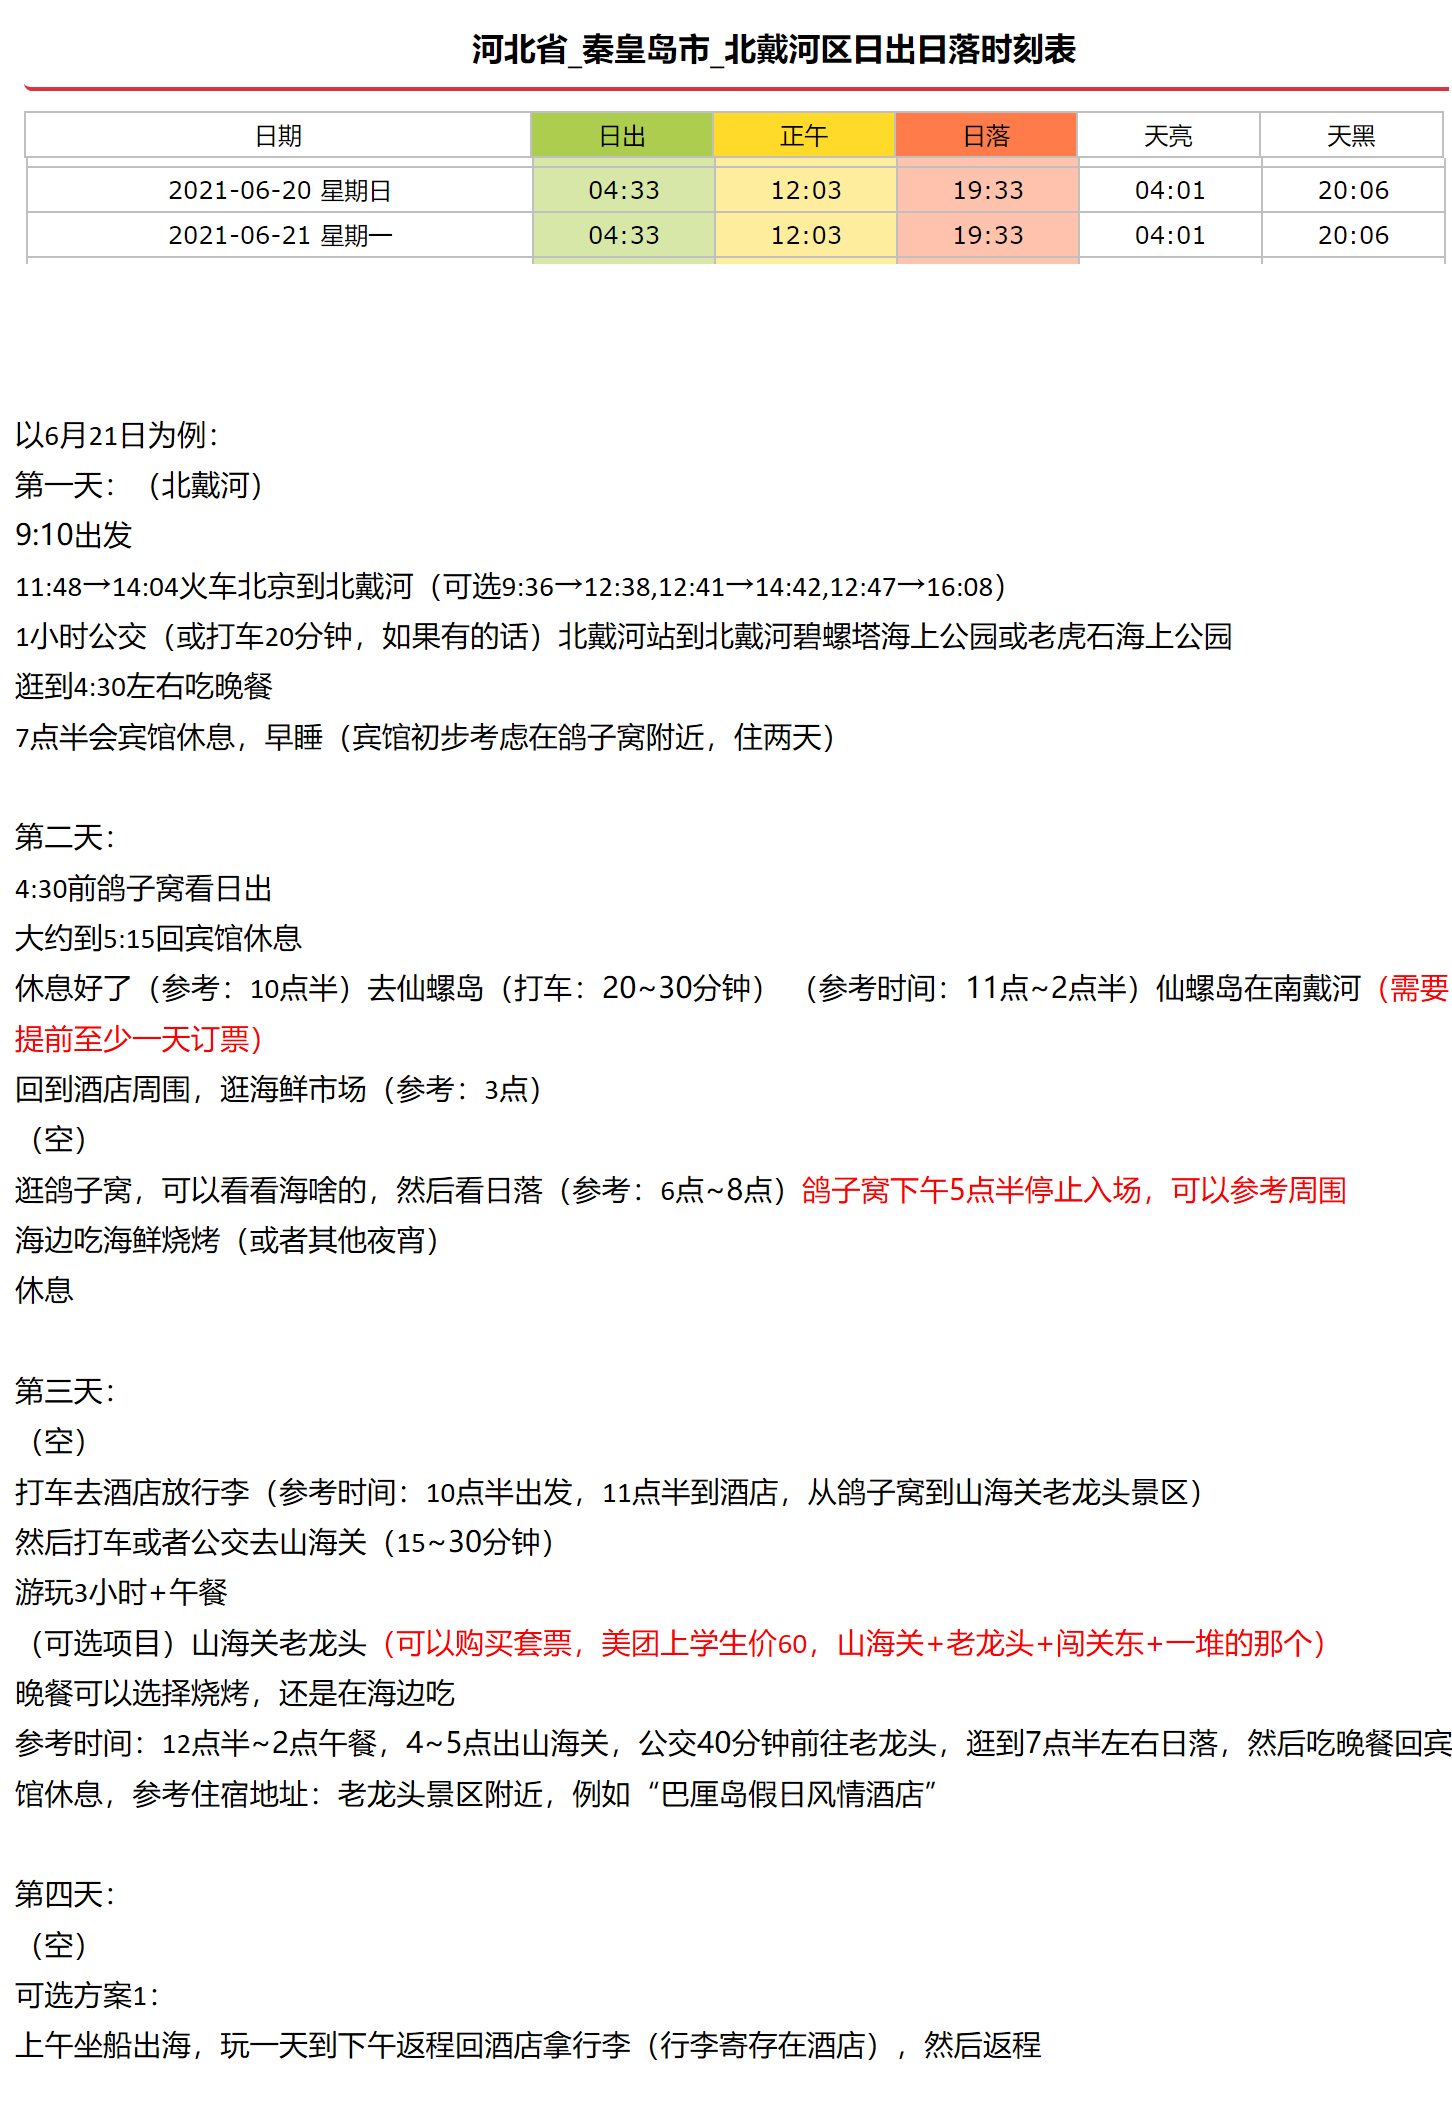 河北省_秦皇岛市_北戴河区日出日落时刻表
日期 日出 正午 日落 天亮 天黑
2021-06-20 星期日 04:33 12:03 19:33 04:01 20:06
2021-06-21 星期一 04:33 12:03 19:33 04:01 20:06
以6月21日为例：
第一天：（北戴河）
9:10出发
11:48→14:04火车北京到北戴河（可选9:36→12:38,12:41→14:42,12:47→16:08）
1小时公交（或打车20分钟，如果有的话）北戴河站到北戴河碧螺塔海上公园或老虎石海上公园
逛到4:30左右吃晚餐
7点半会宾馆休息，早睡（宾馆初步考虑在鸽子窝附近，住两天）
第二天：
4:30前鸽子窝看日出
大约到5:15回宾馆休息
休息好了（参考：10点半）去仙螺岛（打车：20~30分钟）（参考时间：11点~2点半）仙螺岛在南戴河（需要
提前至少一天订票）
回到酒店周围，逛海鲜市场（参考：3点）
（空）
逛鸽子窝，可以看看海啥的，然后看日落（参考：6点~8点）鸽子窝下午5点半停止入场，可以参考周围
海边吃海鲜烧烤（或者其他夜宵）
休息
第三天：
（空）
打车去酒店放行李（参考时间：10点半出发，11点半到酒店，从鸽子窝到山海关老龙头景区）
然后打车或者公交去山海关（15~30分钟）
游玩3小时+午餐
（可选项目）山海关老龙头（可以购买套票，美团上学生价60，山海关+老龙头+闯关东+一堆的那个）
晚餐可以选择烧烤，还是在海边吃
参考时间：12点半~2点午餐，4~5点出山海关，公交40分钟前往老龙头，逛到7点半左右日落，然后吃晚餐回宾
馆休息，参考住宿地址：老龙头景区附近，例如“巴厘岛假日风情酒店”
第四天：
（空）
可选方案1：
上午坐船出海，玩一天到下午返程回酒店拿行李（行李寄存在酒店），然后返程